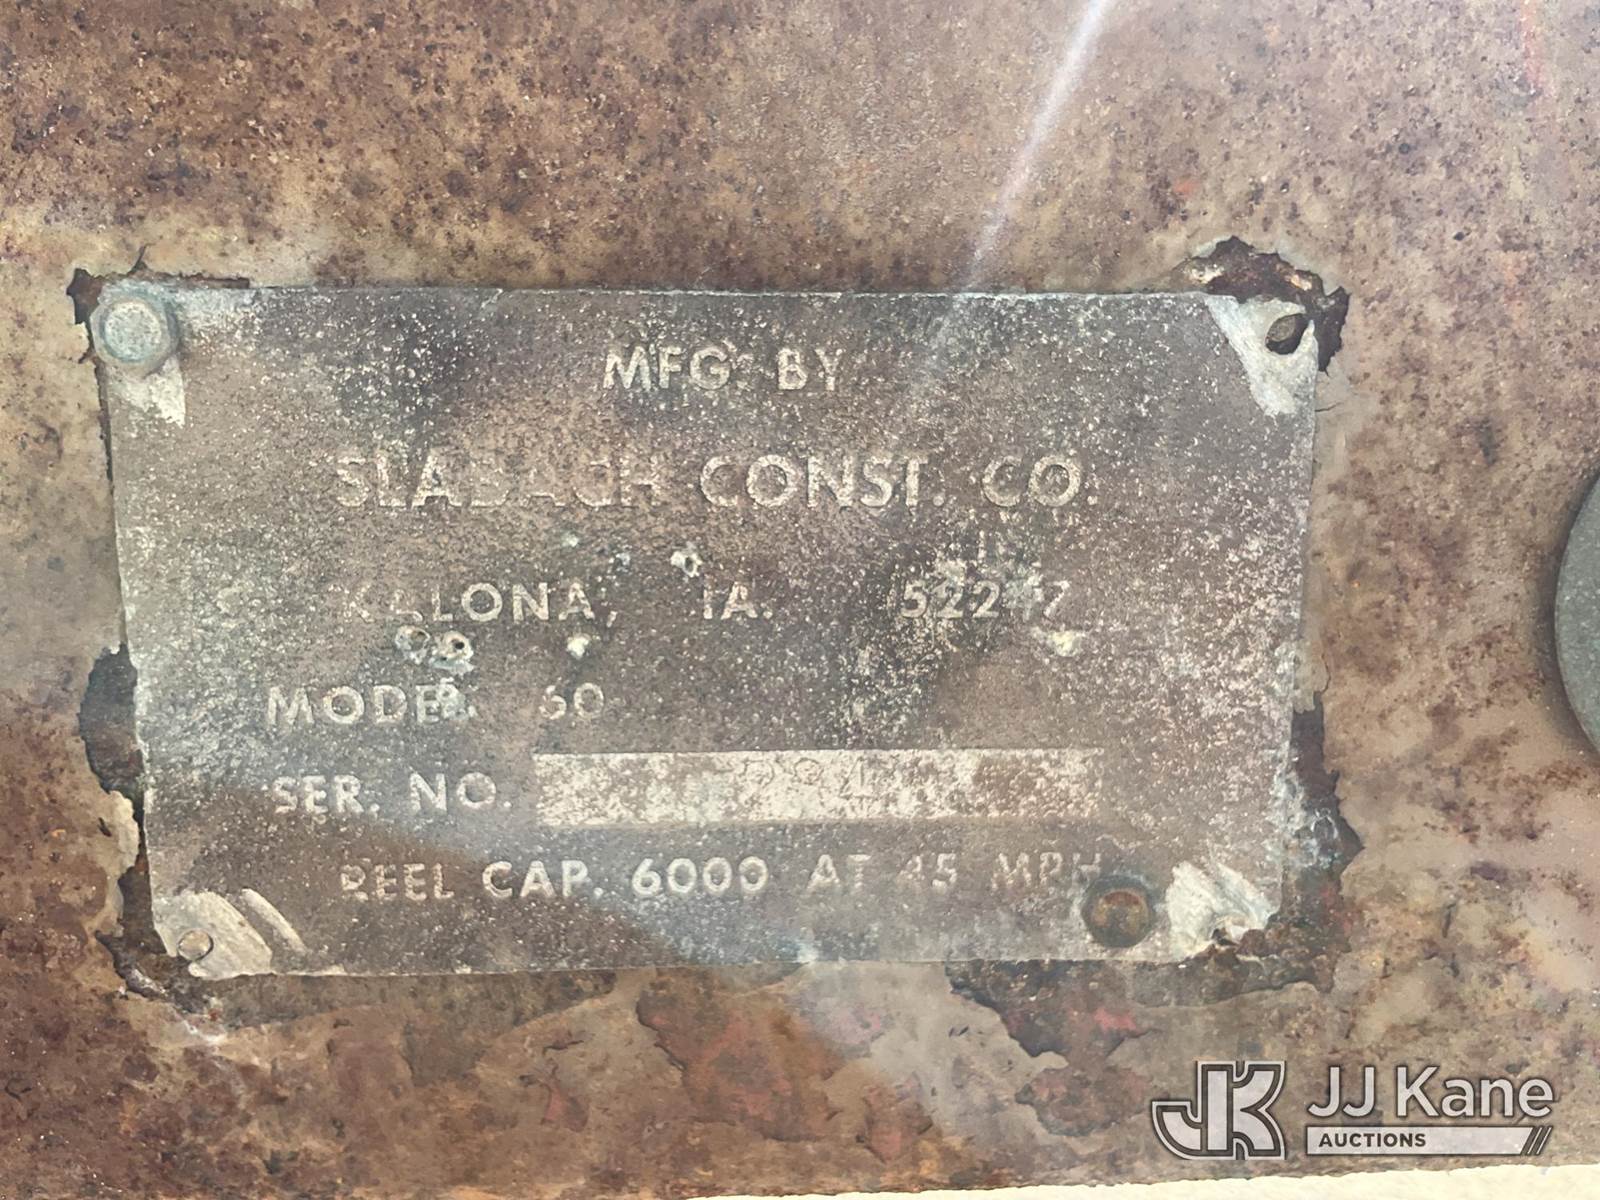 MFG. BY
SLABACH CONST. CO.
KALONA, IA. 52247
MODEL 60
SER. NO.
REEL CAP. 6000 AT 45 MPH
JJ Kane
AUCTIONS